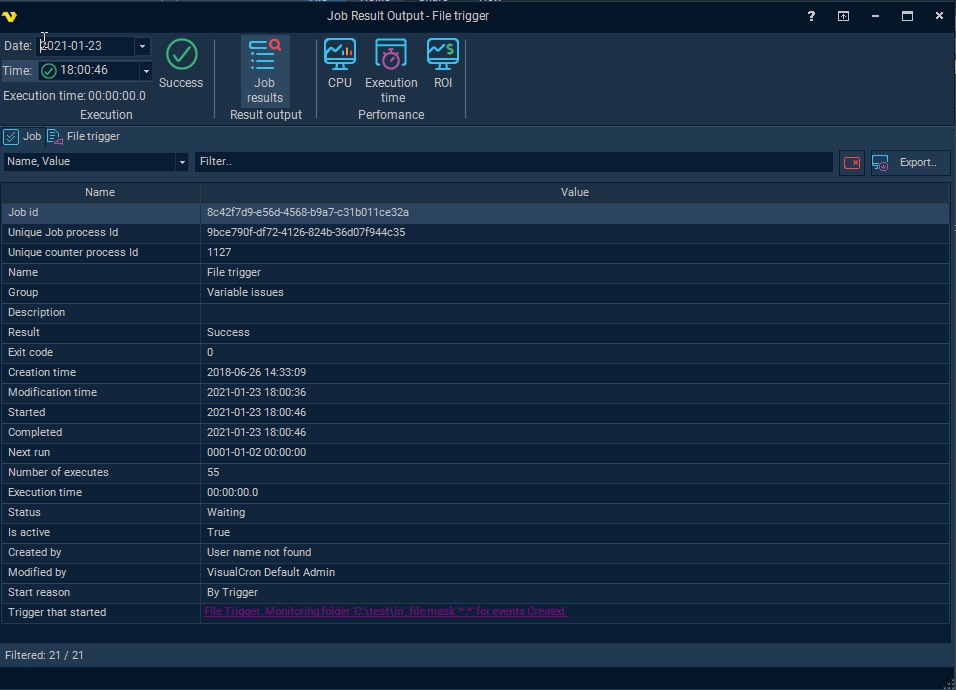 Job Result Output - File trigger
?
Date: 2021-01-23
Time: 18:00:46
Execution time: 00:00:00.0
Execution
Success
Job
results
Result output
CPU
Execution
time
ROI
Perfomance
Job File trigger
Name, Value Filter.. Export..
Name Value
Job id 8c42f7d9-e56d-4568-b9a7-c31b011ce32a
Unique Job process Id 9bce790f-df72-4126-824b-36d07f944c35
Unique counter process Id 1127
Name File trigger
Group Variable issues
Description
Result Success
Exit code 0
Creation time 2018-06-26 14:33:09
Modification time 2021-01-23 18:00:36
Started 2021-01-23 18:00:46
Completed 2021-01-23 18:00:46
Next run 0001-01-02 00:00:00
Number of executes 55
Execution time 00:00:00.0
Status Waiting
Is active True
Created by User name not found
Modified by VisualCron Default Admin
Start reason By Trigger
Trigger that started File Trigger. Monitoring folder 'C:\test\in', file mask '*.*' for events Created.
Filtered: 21 / 21